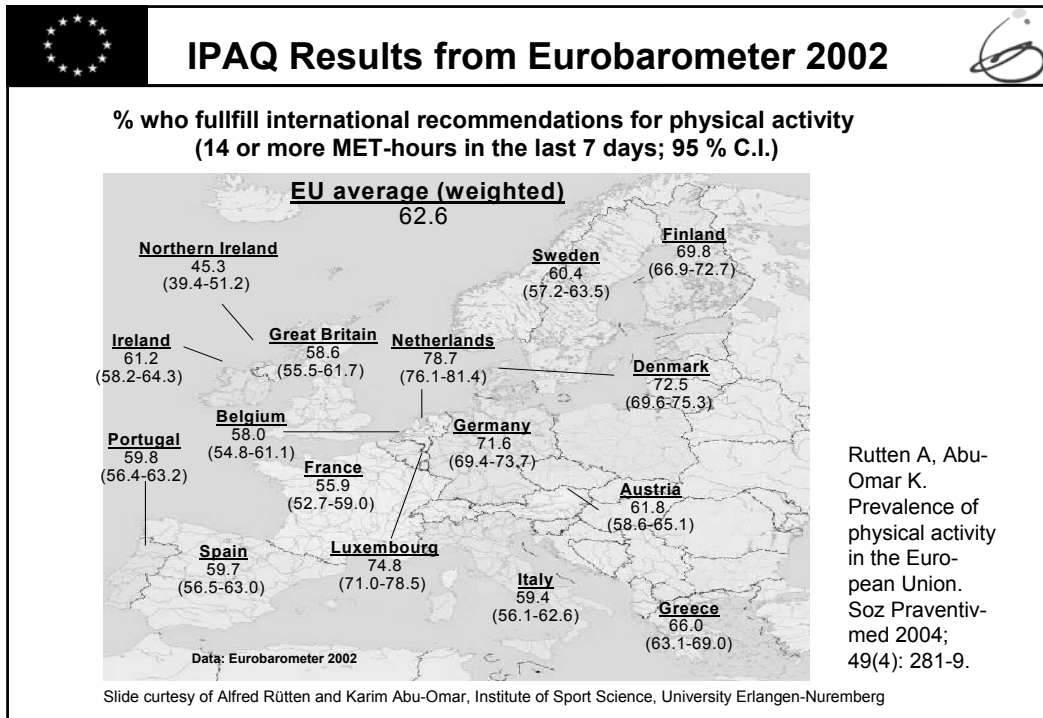 IPAQ Results from Eurobarometer 2002
% who fullfill international recommendations for physical activity
(14 or more MET-hours in the last 7 days; 95 % C.I.)
EU average (weighted)
62.6
Northern Ireland
45.3
(39.4-51.2)
Sweden
60.4
(57.2-63.5)
Finland
69.8
(66.9-72.7)
Ireland
61.2
(58.2-64.3)
Great Britain
58.6
(55.5-61.7)
Netherlands
78.7
(76.1-81.4)
Denmark
72.5
(69.6-75.3)
Belgium
58.0
(54.8-61.1)
Germany
71.6
(69.4-73.7)
Portugal
59.8
(56.4-63.2)
France
55.9
(52.7-59.0)
Austria
61.8
(58.6-65.1)
Spain
59.7
(56.5-63.0)
Luxembourg
74.8
(71.0-78.5)
Italy
59.4
(56.1-62.6)
Greece
66.0
(63.1-69.0)
Data: Eurobarometer 2002
Rutten A, Abu-
Omar K.
Prevalence of
physical activity
in the Euro-
pean Union.
Soz Praventiv-
med 2004;
49(4): 281-9.
Slide curtesy of Alfred Rütten and Karim Abu-Omar, Institute of Sport Science, University Erlangen-Nuremberg